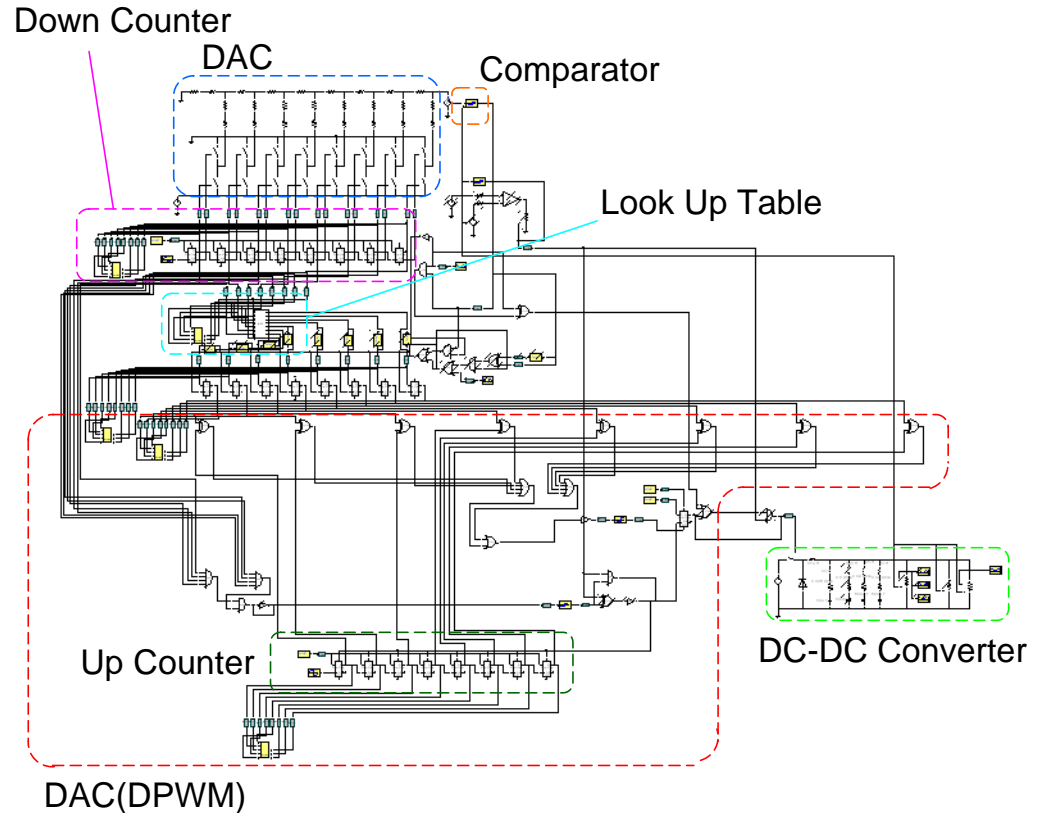 Down Counter
DAC
Comparator
Look Up Table
Up Counter
DC-DC Converter
DAC(DPWM)